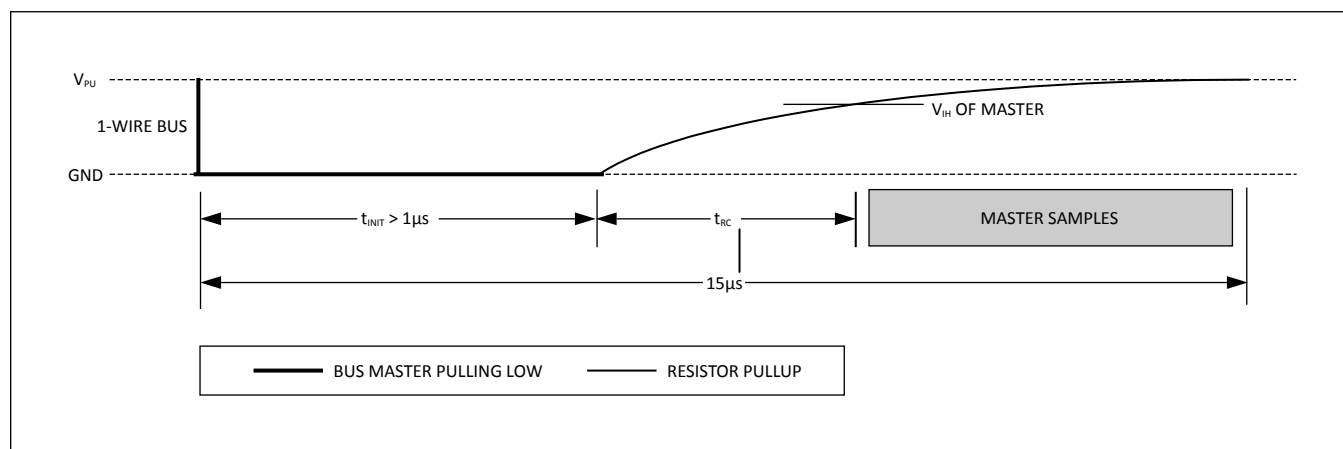 V_PU
1-WIRE BUS
V_IH OF MASTER
GND
t_INIT > 1µs
t_RC
MASTER SAMPLES
15µs
BUS MASTER PULLING LOW
RESISTOR PULLUP